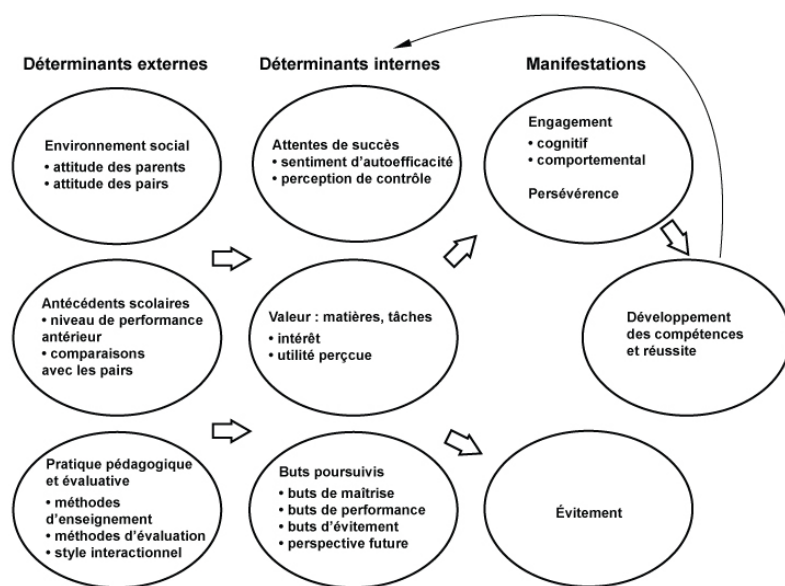 Déterminants externes
Environnement social
• attitude des parents
• attitude des pairs
Antécédents scolaires
• niveau de performance
antérieur
• comparaisons
avec les pairs
Pratique pédagogique
et évaluative
• méthodes
d'enseignement
• méthodes d'évaluation
• style interactionnel
Déterminants internes
Attentes de succès
• sentiment d'autoefficacité
• perception de contrôle
Valeur : matières, tâches
• intérêt
• utilité perçcue
Buts poursuivis
• buts de maîtrise
• buts de performance
• buts d'évitement
• perspective future
Manifestations
Engagement
• cognitif
• comportemental
Persévérence
Évitement
Développement
des compétences
et réussite